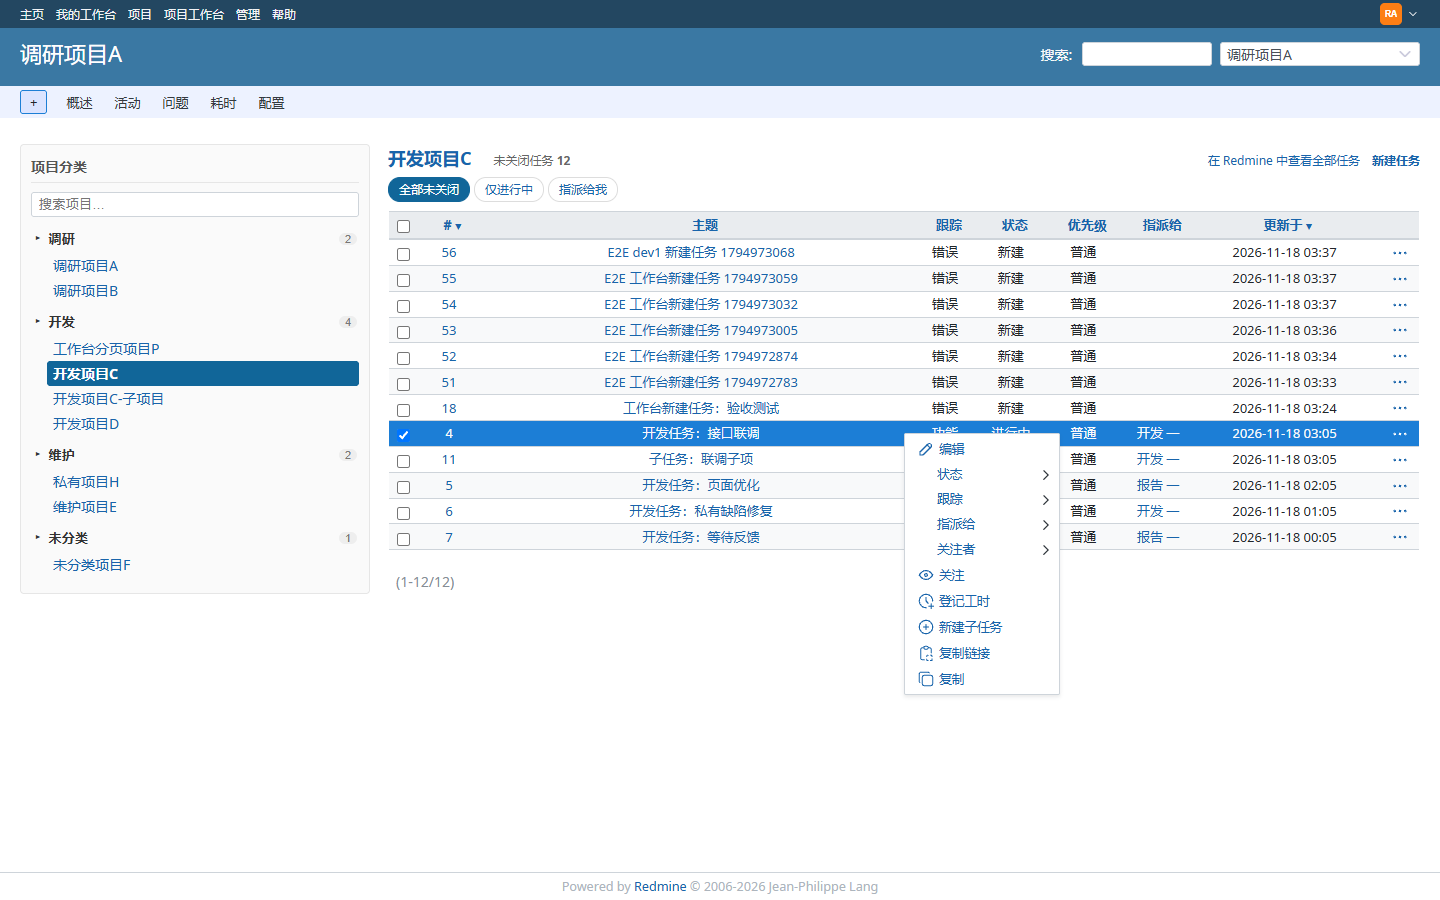 主页 我的工作台 项目 项目工作台 管理 帮助 RA
调研项目A 搜索: 调研项目A
+ 概述 活动 问题 耗时 配置
项目分类
搜索项目...
调研 2
调研项目A
调研项目B
开发 4
工作台分页项目P
开发项目C
开发项目C-子项目
开发项目D
维护 2
私有项目H
维护项目E
未分类 1
未分类项目F
开发项目C 未关闭任务 12 在 Redmine 中查看全部任务 新建任务
全部未关闭 仅进行中 指派给我
# 主题 跟踪 状态 优先级 指派给 更新于
56 E2E dev1 新建任务 1794973068 错误 新建 普通 2026-11-18 03:37
55 E2E 工作台新建任务 1794973059 错误 新建 普通 2026-11-18 03:37
54 E2E 工作台新建任务 1794973032 错误 新建 普通 2026-11-18 03:37
53 E2E 工作台新建任务 1794973005 错误 新建 普通 2026-11-18 03:36
52 E2E 工作台新建任务 1794972874 错误 新建 普通 2026-11-18 03:34
51 E2E 工作台新建任务 1794972783 错误 新建 普通 2026-11-18 03:33
18 工作台新建任务：验收测试 错误 新建 普通 2026-11-18 03:24
4 开发任务：接口联调 功能 进行中 普通 开发 一 2026-11-18 03:05
11 子任务：联调子项 普通 开发 一 2026-11-18 03:05
5 开发任务：页面优化 普通 报告 一 2026-11-18 02:05
6 开发任务：私有缺陷修复 普通 开发 一 2026-11-18 01:05
7 开发任务：等待反馈 普通 报告 一 2026-11-18 00:05
编辑
状态
跟踪
指派给
关注者
关注
登记工时
新建子任务
复制链接
复制
(1-12/12)
Powered by Redmine © 2006-2026 Jean-Philippe Lang